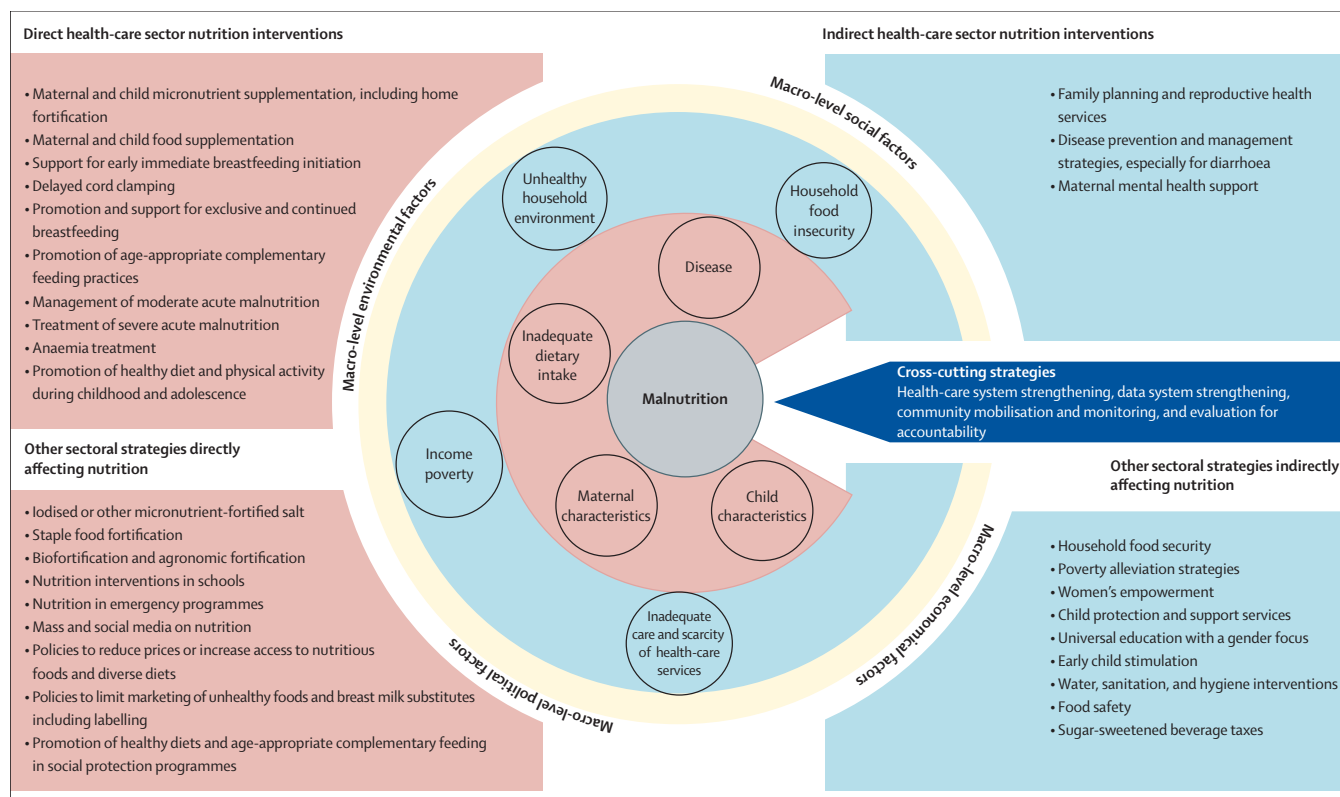 Direct health-care sector nutrition interventions
• Maternal and child micronutrient supplementation, including home
fortification
• Maternal and child food supplementation
• Support for early immediate breastfeeding initiation
• Delayed cord clamping
• Promotion and support for exclusive and continued
breastfeeding
• Promotion of age-appropriate complementary
feeding practices
• Management of moderate acute malnutrition
• Treatment of severe acute malnutrition
• Anaemia treatment
• Promotion of healthy diet and physical activity
during childhood and adolescence
Indirect health-care sector nutrition interventions
• Family planning and reproductive health
services
• Disease prevention and management
strategies, especially for diarrhoea
• Maternal mental health support
Macro-level environmental factors
Macro-level social factors
Unhealthy
household
environment
Household
food
insecurity
Disease
Inadequate
dietary
intake
Malnutrition
Income
poverty
Maternal
characteristics
Child
characteristics
Inadequate
care and scarcity
of health-care
services
Macro-level political factors
Macro-level economical factors
Cross-cutting strategies
Health-care system strengthening, data system strengthening,
community mobilisation and monitoring, and evaluation for
accountability
Other sectoral strategies directly
affecting nutrition
• Iodised or other micronutrient-fortified salt
• Staple food fortification
• Biofortification and agronomic fortification
• Nutrition interventions in schools
• Nutrition in emergency programmes
• Mass and social media on nutrition
• Policies to reduce prices or increase access to nutritious
foods and diverse diets
• Policies to limit marketing of unhealthy foods and breast milk substitutes
including labelling
• Promotion of healthy diets and age-appropriate complementary feeding
in social protection programmes
Other sectoral strategies indirectly
affecting nutrition
• Household food security
• Poverty alleviation strategies
• Women's empowerment
• Child protection and support services
• Universal education with a gender focus
• Early child stimulation
• Water, sanitation, and hygiene interventions
• Food safety
• Sugar-sweetened beverage taxes